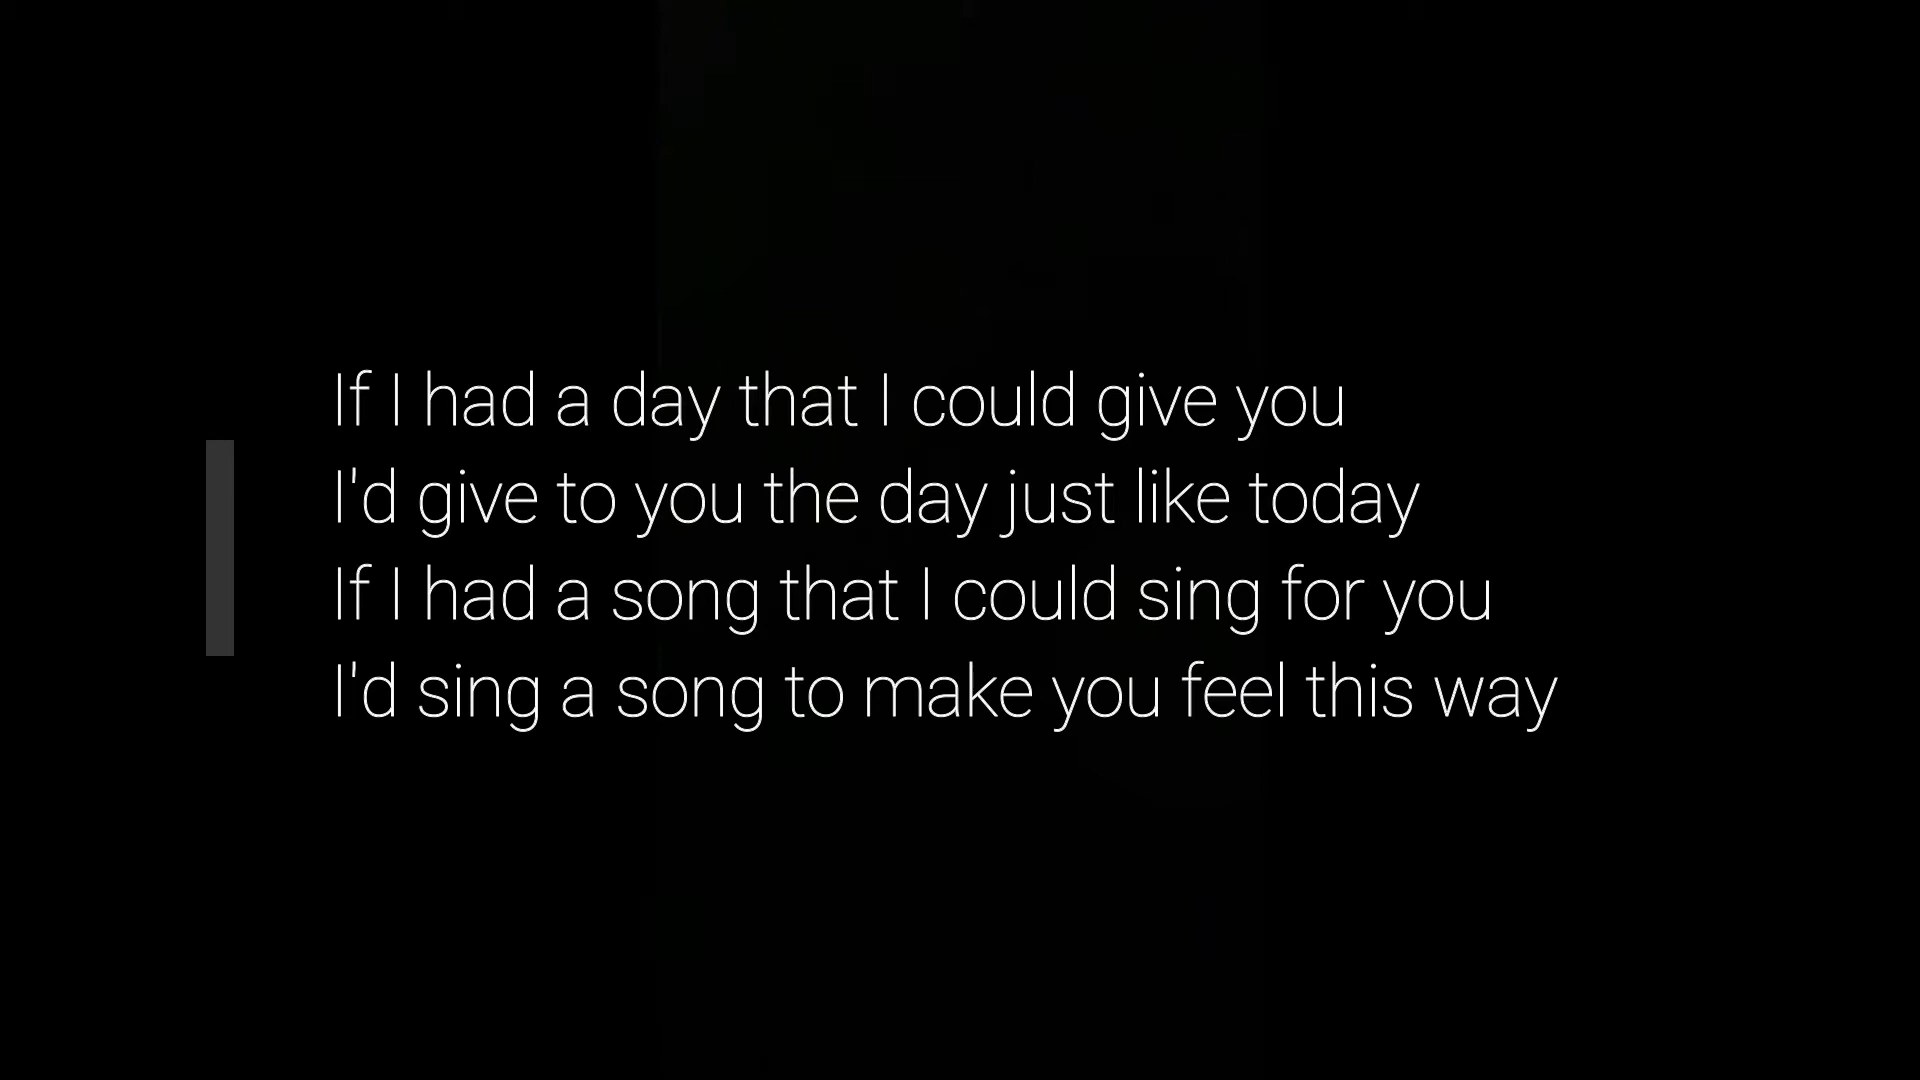 If I had a day that I could give you
I'd give to you the day just like today
If I had a song that I could sing for you
I'd sing a song to make you feel this way